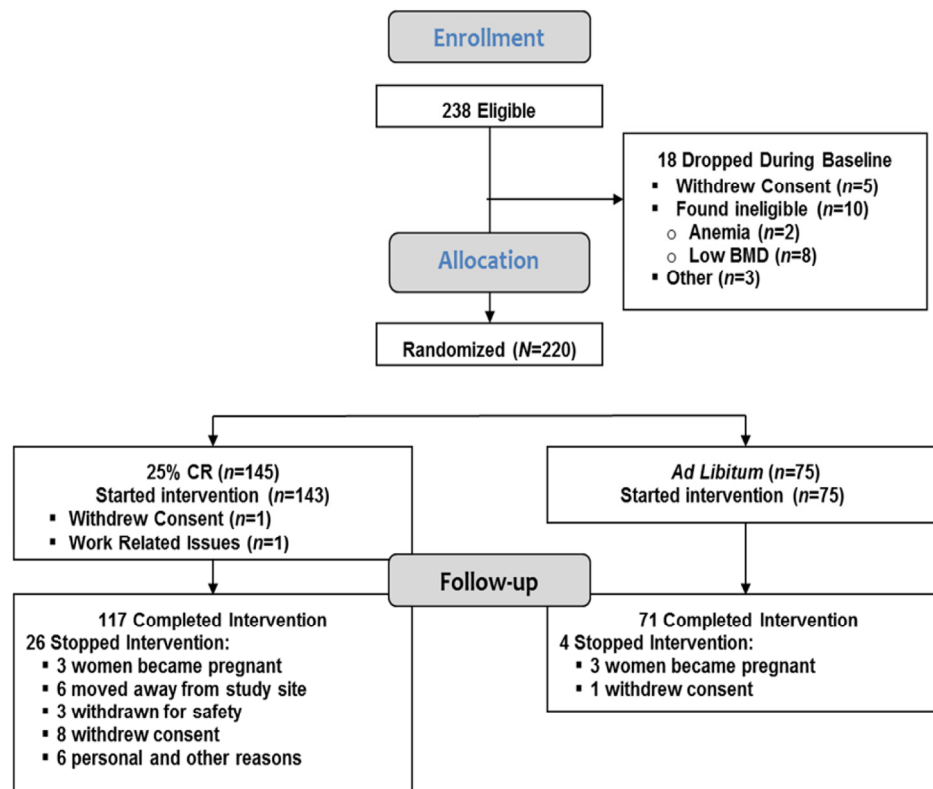 Enrollment
238 Eligible
18 Dropped During Baseline
▪ Withdrew Consent (n=5)
▪ Found ineligible (n=10)
o Anemia (n=2)
o Low BMD (n=8)
▪ Other (n=3)
Allocation
Randomized (N=220)
25% CR (n=145)
Started intervention (n=143)
▪ Withdrew Consent (n=1)
▪ Work Related Issues (n=1)
Ad Libitum (n=75)
Started intervention (n=75)
Follow-up
117 Completed Intervention
26 Stopped Intervention:
▪ 3 women became pregnant
▪ 6 moved away from study site
▪ 3 withdrawn for safety
▪ 8 withdrew consent
▪ 6 personal and other reasons
71 Completed Intervention
4 Stopped Intervention:
▪ 3 women became pregnant
▪ 1 withdrew consent